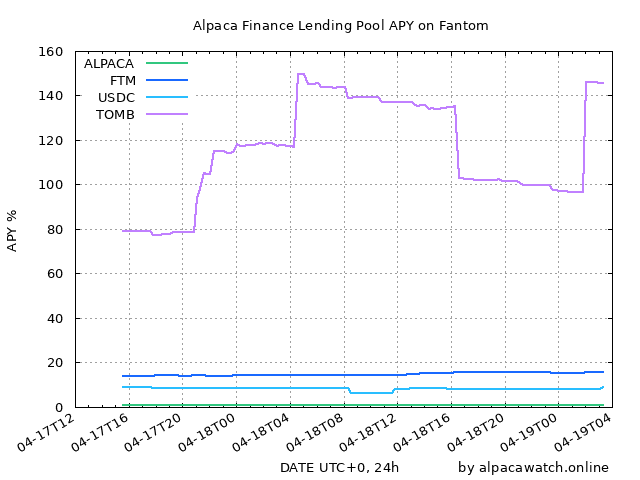 Alpaca Finance Lending Pool APY on Fantom
160
140
120
100
80
60
40
20
0
APY %
ALPACA
FTM
USDC
TOMB
04-17T12
04-17T16
04-17T20
04-18T00
04-18T04
04-18T08
04-18T12
04-18T16
04-18T20
04-19T00
04-19T04
DATE UTC+0, 24h
by alpacawatch.online